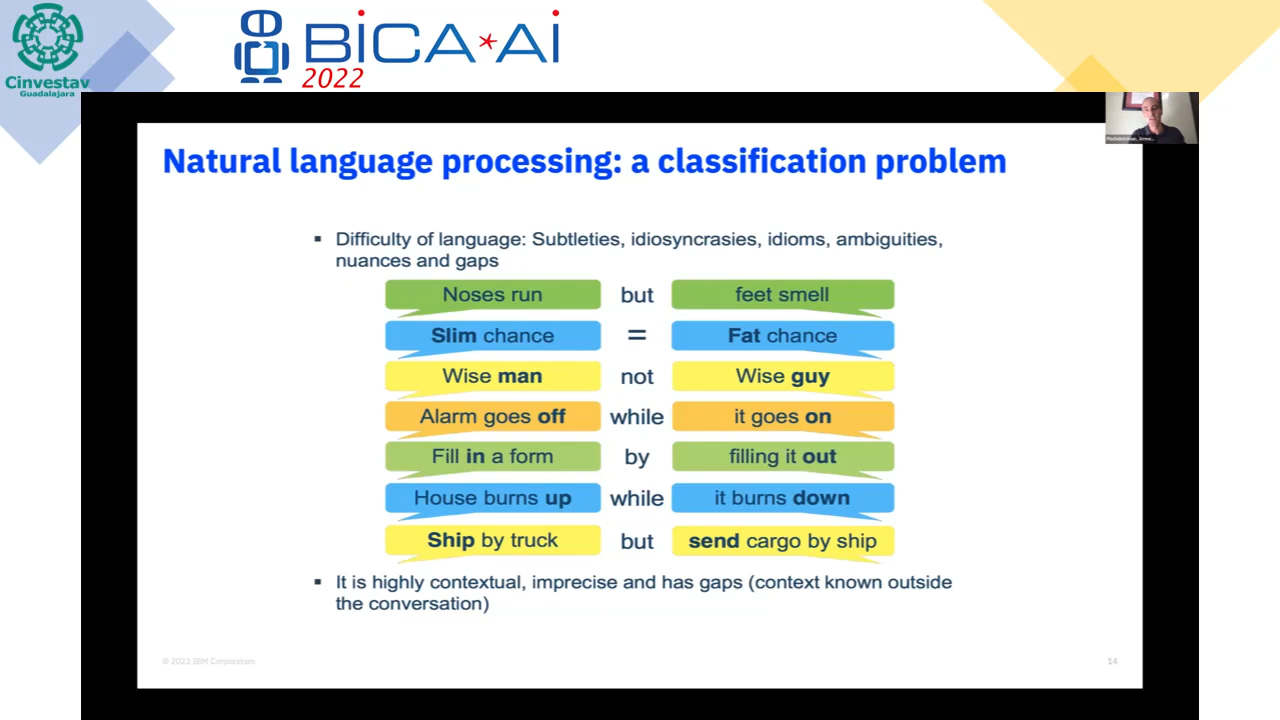 Cinvestav
Guadalajara
BiCA*Ai
2022
Natural language processing: a classification problem
▪ Difficulty of language: Subtleties, idiosyncrasies, idioms, ambiguities,
nuances and gaps
Noses run but feet smell
Slim chance = Fat chance
Wise man not Wise guy
Alarm goes off while it goes on
Fill in a form by filling it out
House burns up while it burns down
Ship by truck but send cargo by ship
▪ It is highly contextual, imprecise and has gaps (context known outside
the conversation)
© 2022 IBM Corporation
14